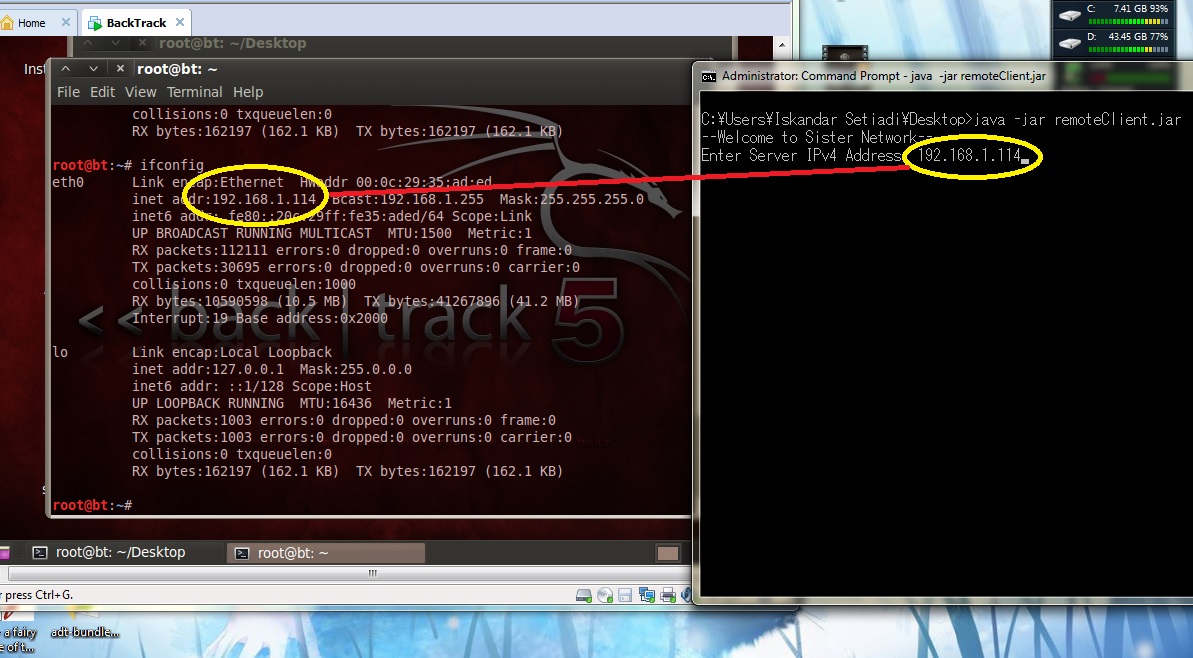 Home
BackTrack
C: 7.41 GB 93%
D: 43.45 GB 77%
root@bt: ~/Desktop
root@bt: ~
File Edit View Terminal Help
collisions:0 txqueuelen:0
RX bytes:162197 (162.1 KB) TX bytes:162197 (162.1 KB)
root@bt:~# ifconfig
eth0 Link encap:Ethernet HWaddr 00:0c:29:35:ad:ed
inet addr:192.168.1.114 Bcast:192.168.1.255 Mask:255.255.255.0
inet6 addr: fe80::20c:29ff:fe35:aded/64 Scope:Link
UP BROADCAST RUNNING MULTICAST MTU:1500 Metric:1
RX packets:112111 errors:0 dropped:0 overruns:0 frame:0
TX packets:30695 errors:0 dropped:0 overruns:0 carrier:0
collisions:0 txqueuelen:1000
RX bytes:10590598 (10.5 MB) TX bytes:41267896 (41.2 MB)
Interrupt:19 Base address:0x2000
<< back | track 5
lo Link encap:Local Loopback
inet addr:127.0.0.1 Mask:255.0.0.0
inet6 addr: ::1/128 Scope:Host
UP LOOPBACK RUNNING MTU:16436 Metric:1
RX packets:1003 errors:0 dropped:0 overruns:0 frame:0
TX packets:1003 errors:0 dropped:0 overruns:0 carrier:0
collisions:0 txqueuelen:0
RX bytes:162197 (162.1 KB) TX bytes:162197 (162.1 KB)
root@bt:~#
root@bt: ~/Desktop
root@bt: ~
press Ctrl+G.
Administrator: Command Prompt - java -jar remoteClient.jar
C:¥Users¥Iskandar Setiadi¥Desktop>java -jar remoteClient.jar
--Welcome to Sister Network--
Enter Server IPv4 Address: 192.168.1.114
a fairy
e of t...
adt-bundle...